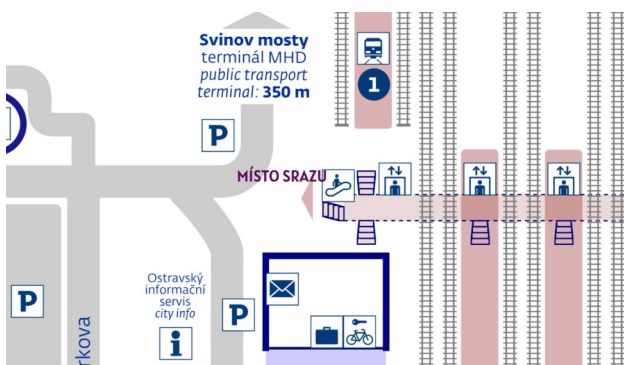 Svinov mosty
terminál MHD
public transport
terminal: 350 m
1
P
MÍSTO SRAZU
Ostravský
informační
servis
city info
P
P
i
rkova